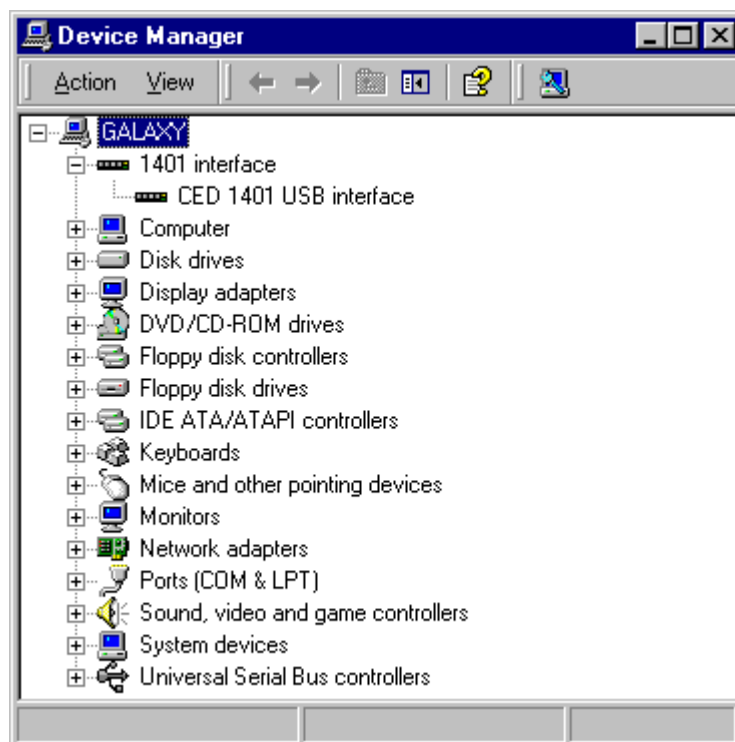 Device Manager
Action View
GALAXY
1401 interface
CED 1401 USB interface
Computer
Disk drives
Display adapters
DVD/CD-ROM drives
Floppy disk controllers
Floppy disk drives
IDE ATA/ATAPI controllers
Keyboards
Mice and other pointing devices
Monitors
Network adapters
Ports (COM & LPT)
Sound, video and game controllers
System devices
Universal Serial Bus controllers